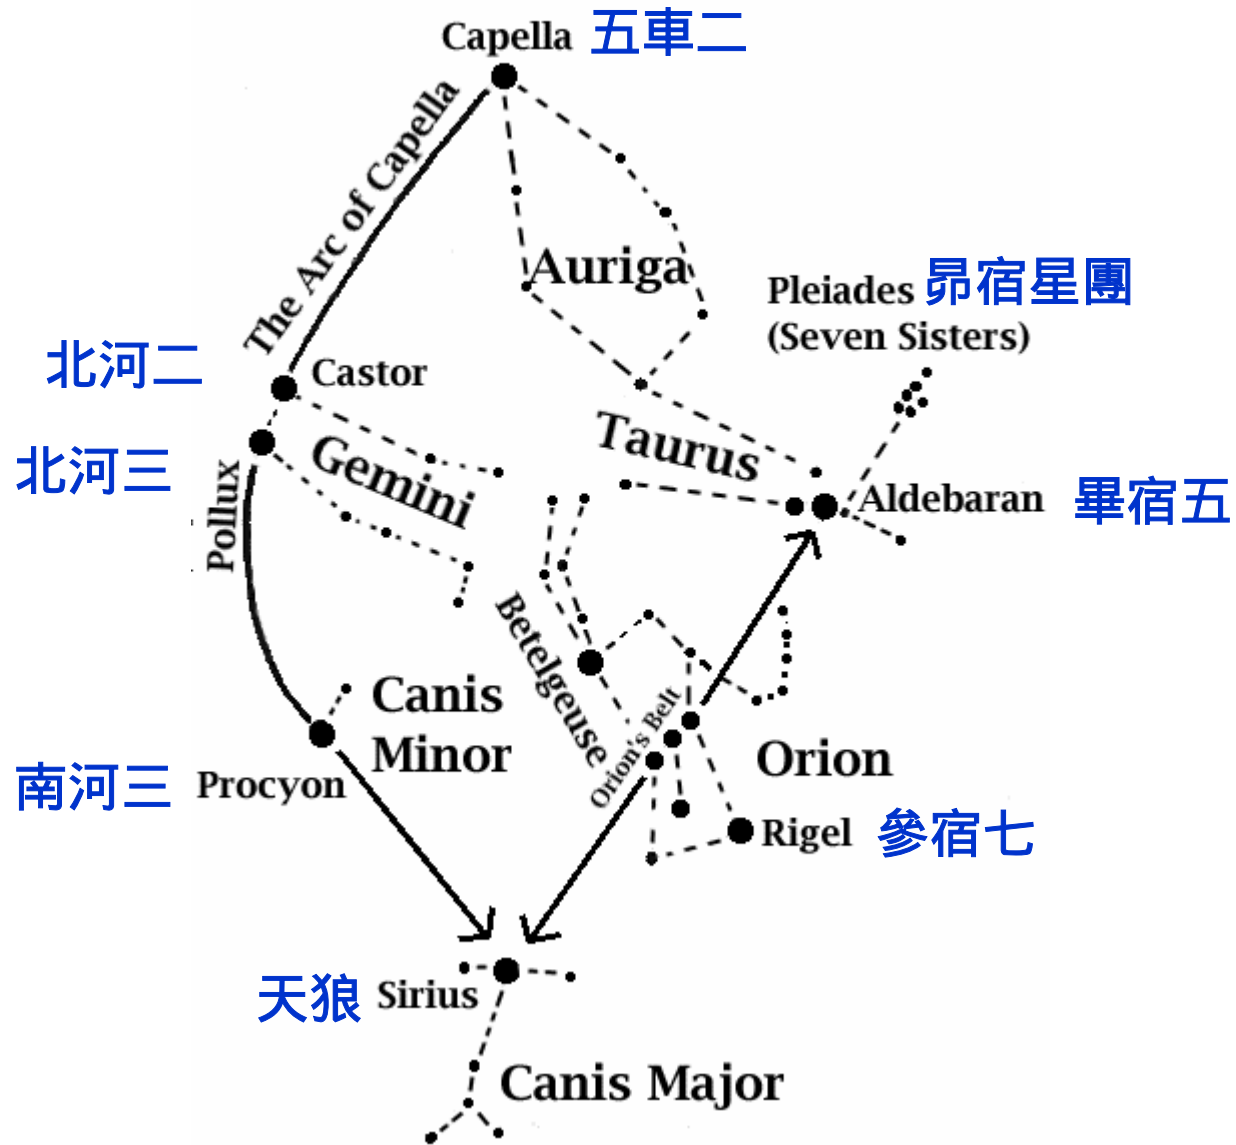 Capella 五車二
The Arc of Capella
Auriga
Pleiades 昴宿星團
(Seven Sisters)
北河二 Castor
Taurus
北河三
Pollux
Gemini
Aldebaran 畢宿五
Betelgeuse
Orion's Belt
Canis
Minor
Orion
南河三 Procyon
Rigel 參宿七
天狼 Sirius
Canis Major